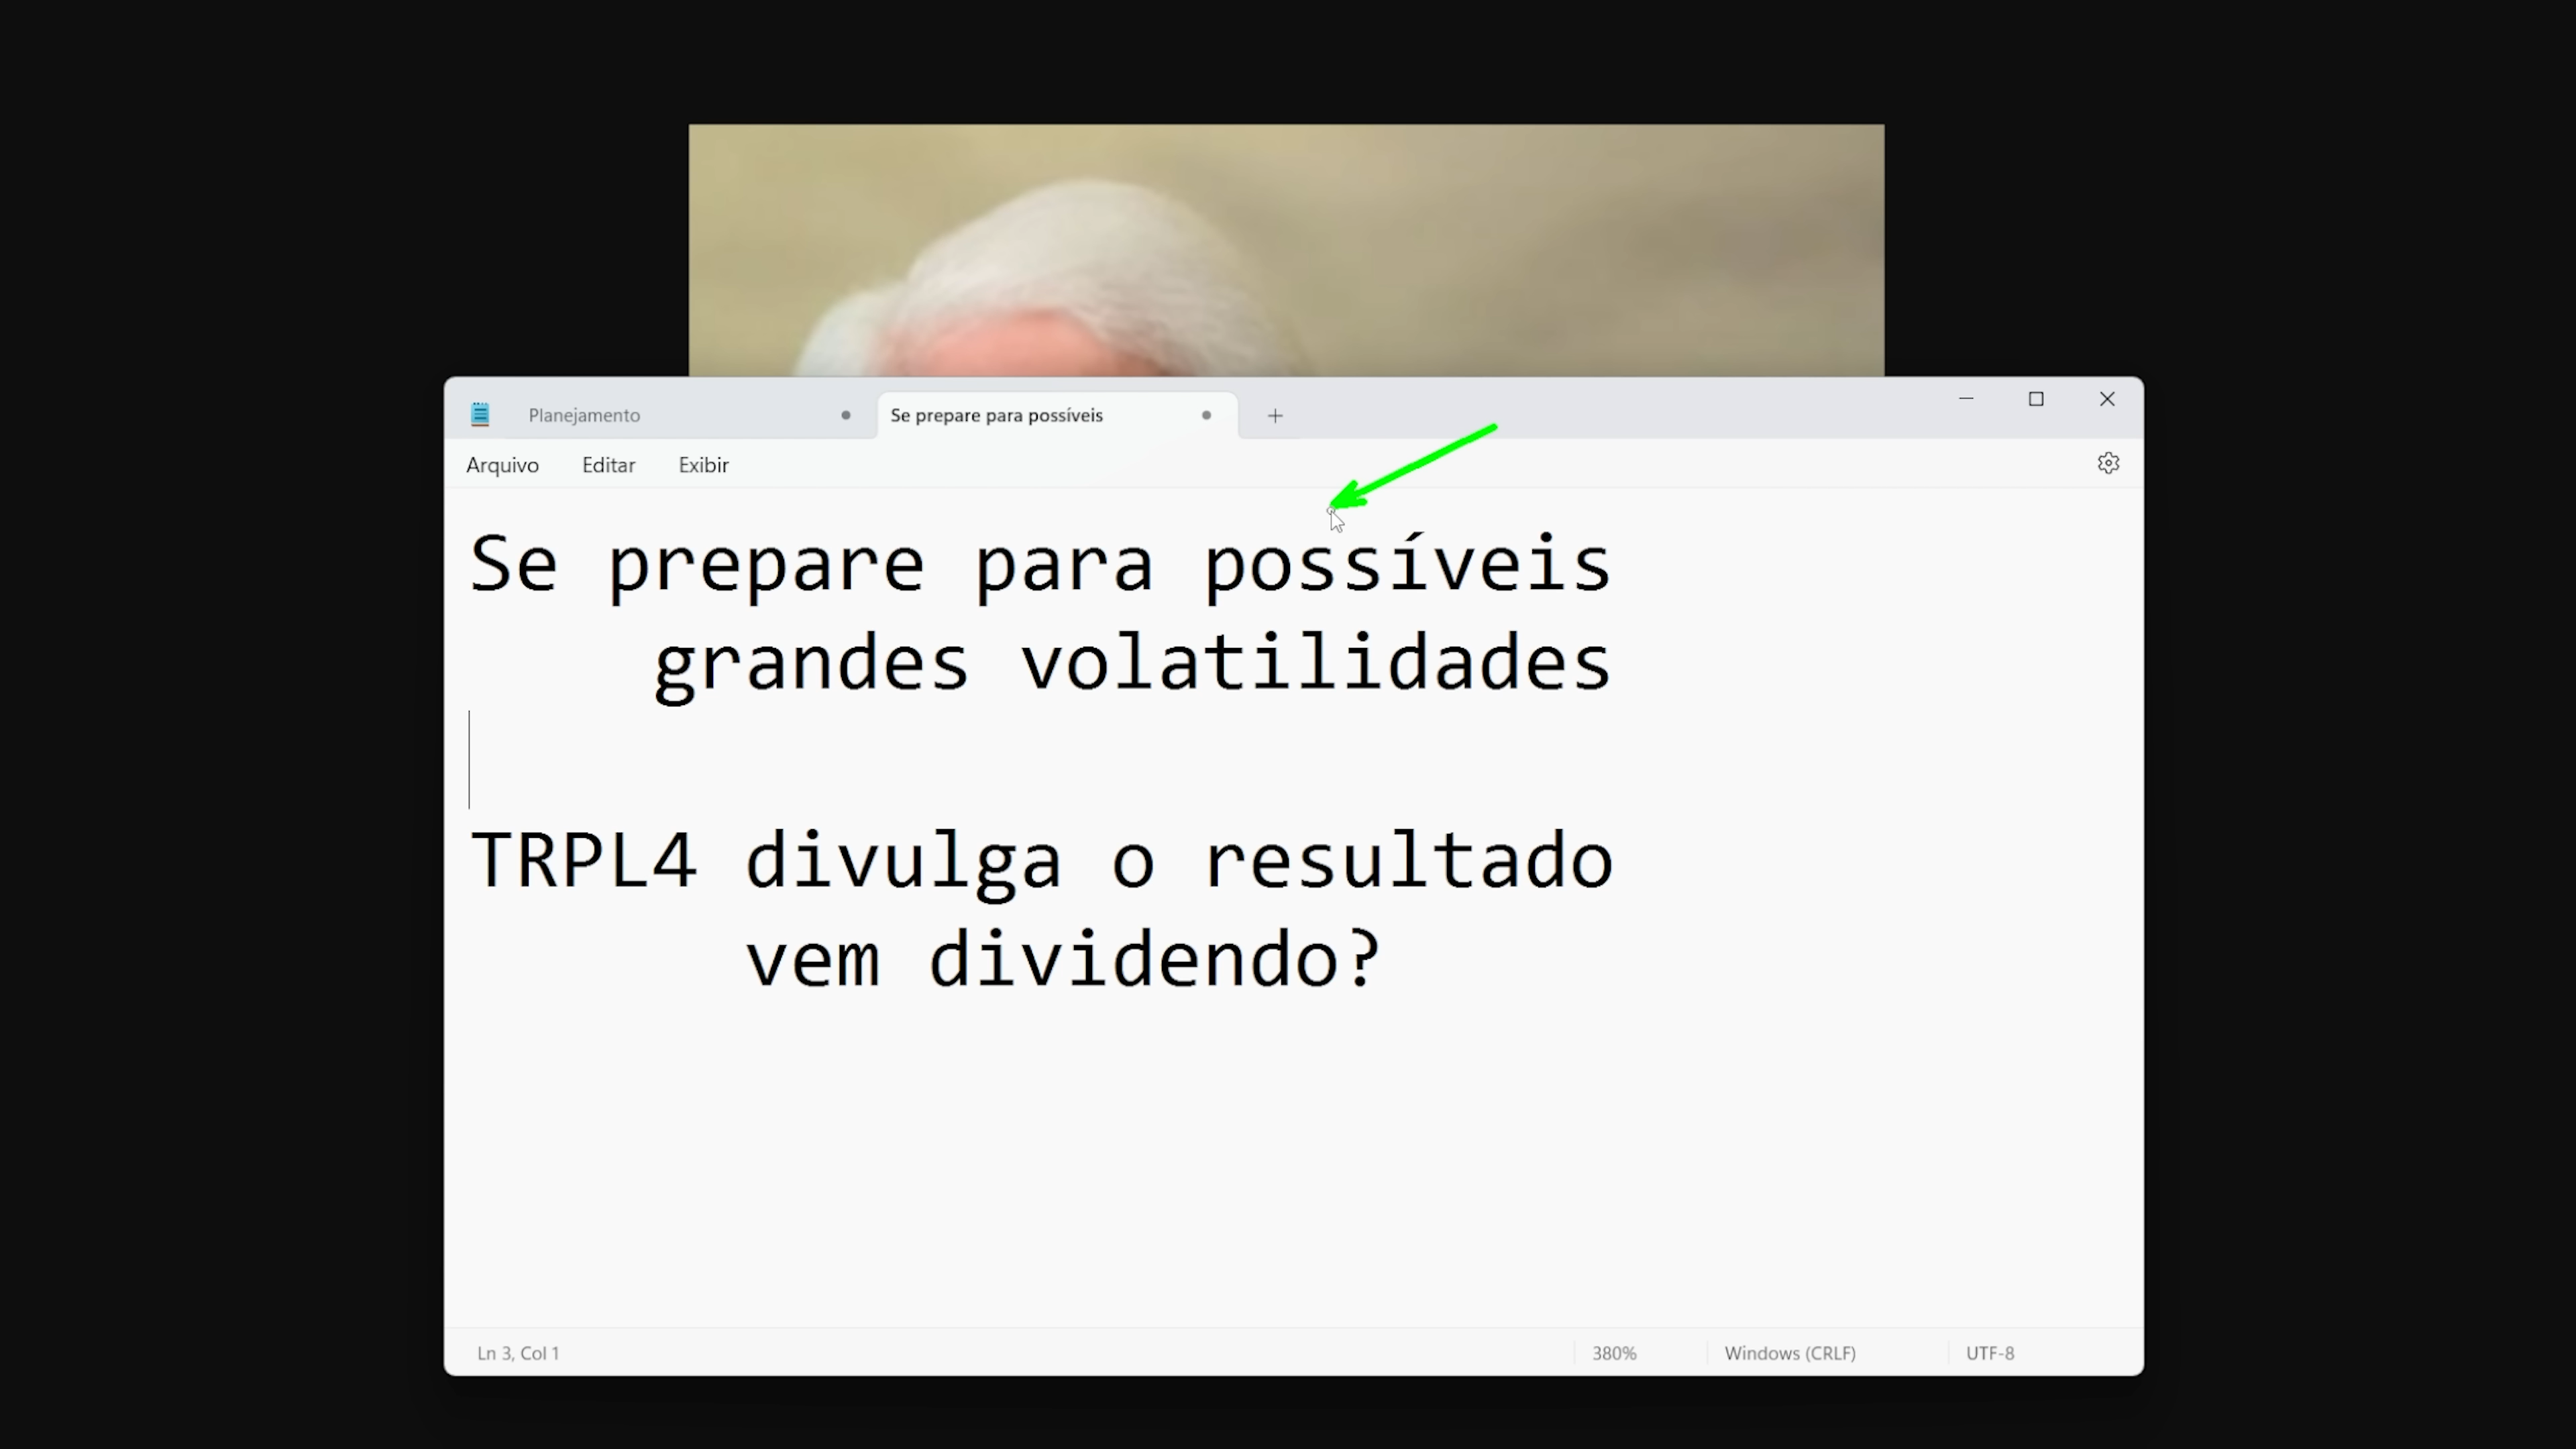 Planejamento
Se prepare para possíveis
Arquivo Editar Exibir
Se prepare para possíveis
grandes volatilidades
TRPL4 divulga o resultado
vem dividendo?
Ln 3, Col 1 380% Windows (CRLF) UTF-8